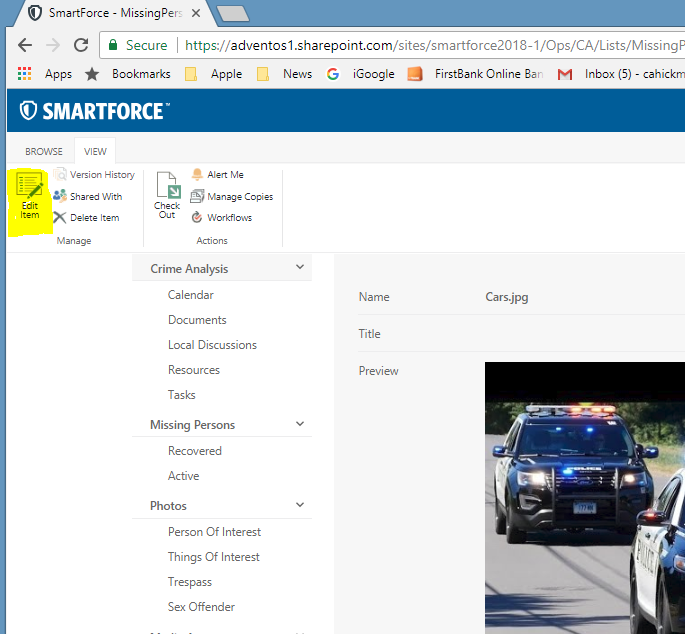 SmartForce - MissingPers
Secure
https://adventos1.sharepoint.com/sites/smartforce2018-1/Ops/CA/Lists/MissingP
Apps Bookmarks Apple News iGoogle FirstBank Online Ban Inbox (5) - cahickm
SMARTFORCE™
BROWSE VIEW
Edit
Item
Version History
Shared With
Delete Item
Manage
Check
Out
Alert Me
Manage Copies
Workflows
Actions
Crime Analysis
Calendar
Documents
Local Discussions
Resources
Tasks
Missing Persons
Recovered
Active
Photos
Person Of Interest
Things Of Interest
Trespass
Sex Offender
Name Cars.jpg
Title
Preview
POLICE